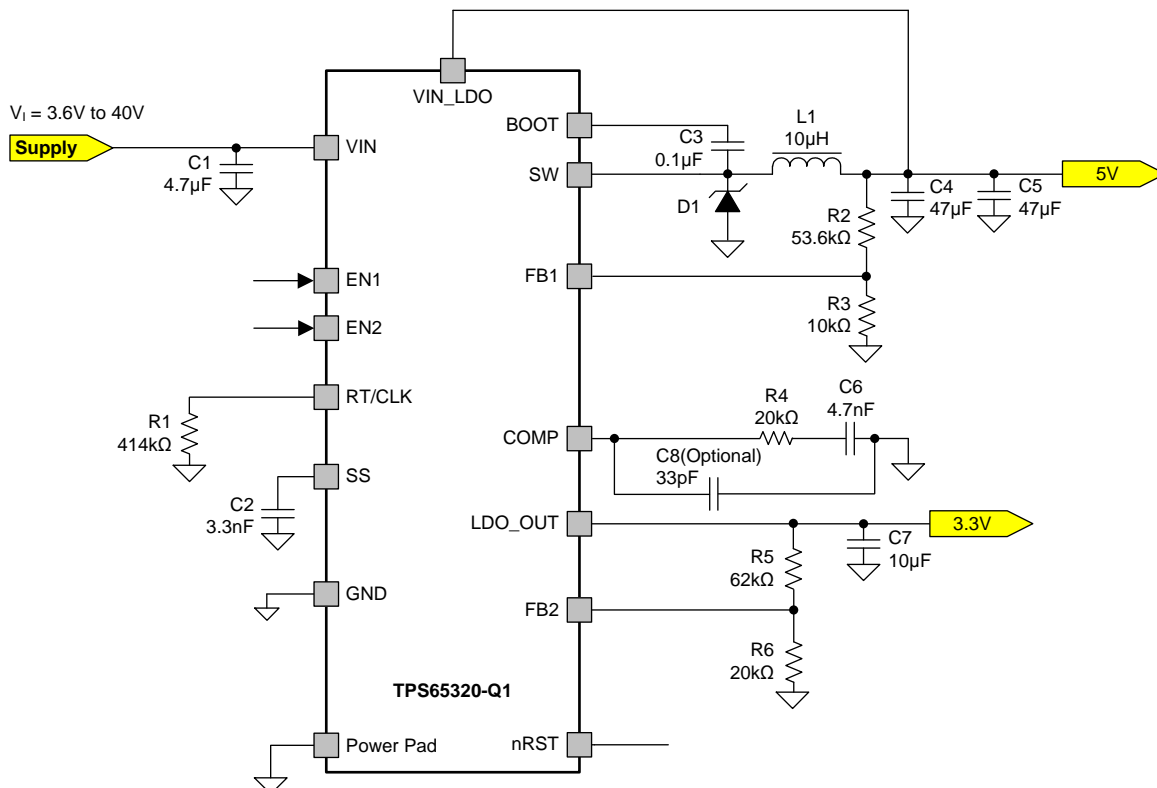 VIN_LDO
V_I = 3.6V to 40V
Supply
C1
4.7µF
VIN
EN1
EN2
RT/CLK
R1
414kΩ
SS
C2
3.3nF
GND
Power Pad
TPS65320-Q1
BOOT
SW
FB1
COMP
LDO_OUT
FB2
nRST
C3
0.1µF
L1
10µH
D1
R2
53.6kΩ
R3
10kΩ
C4
47µF
C5
47µF
5V
R4
20kΩ
C6
4.7nF
C8(Optional)
33pF
R5
62kΩ
R6
20kΩ
C7
10µF
3.3V